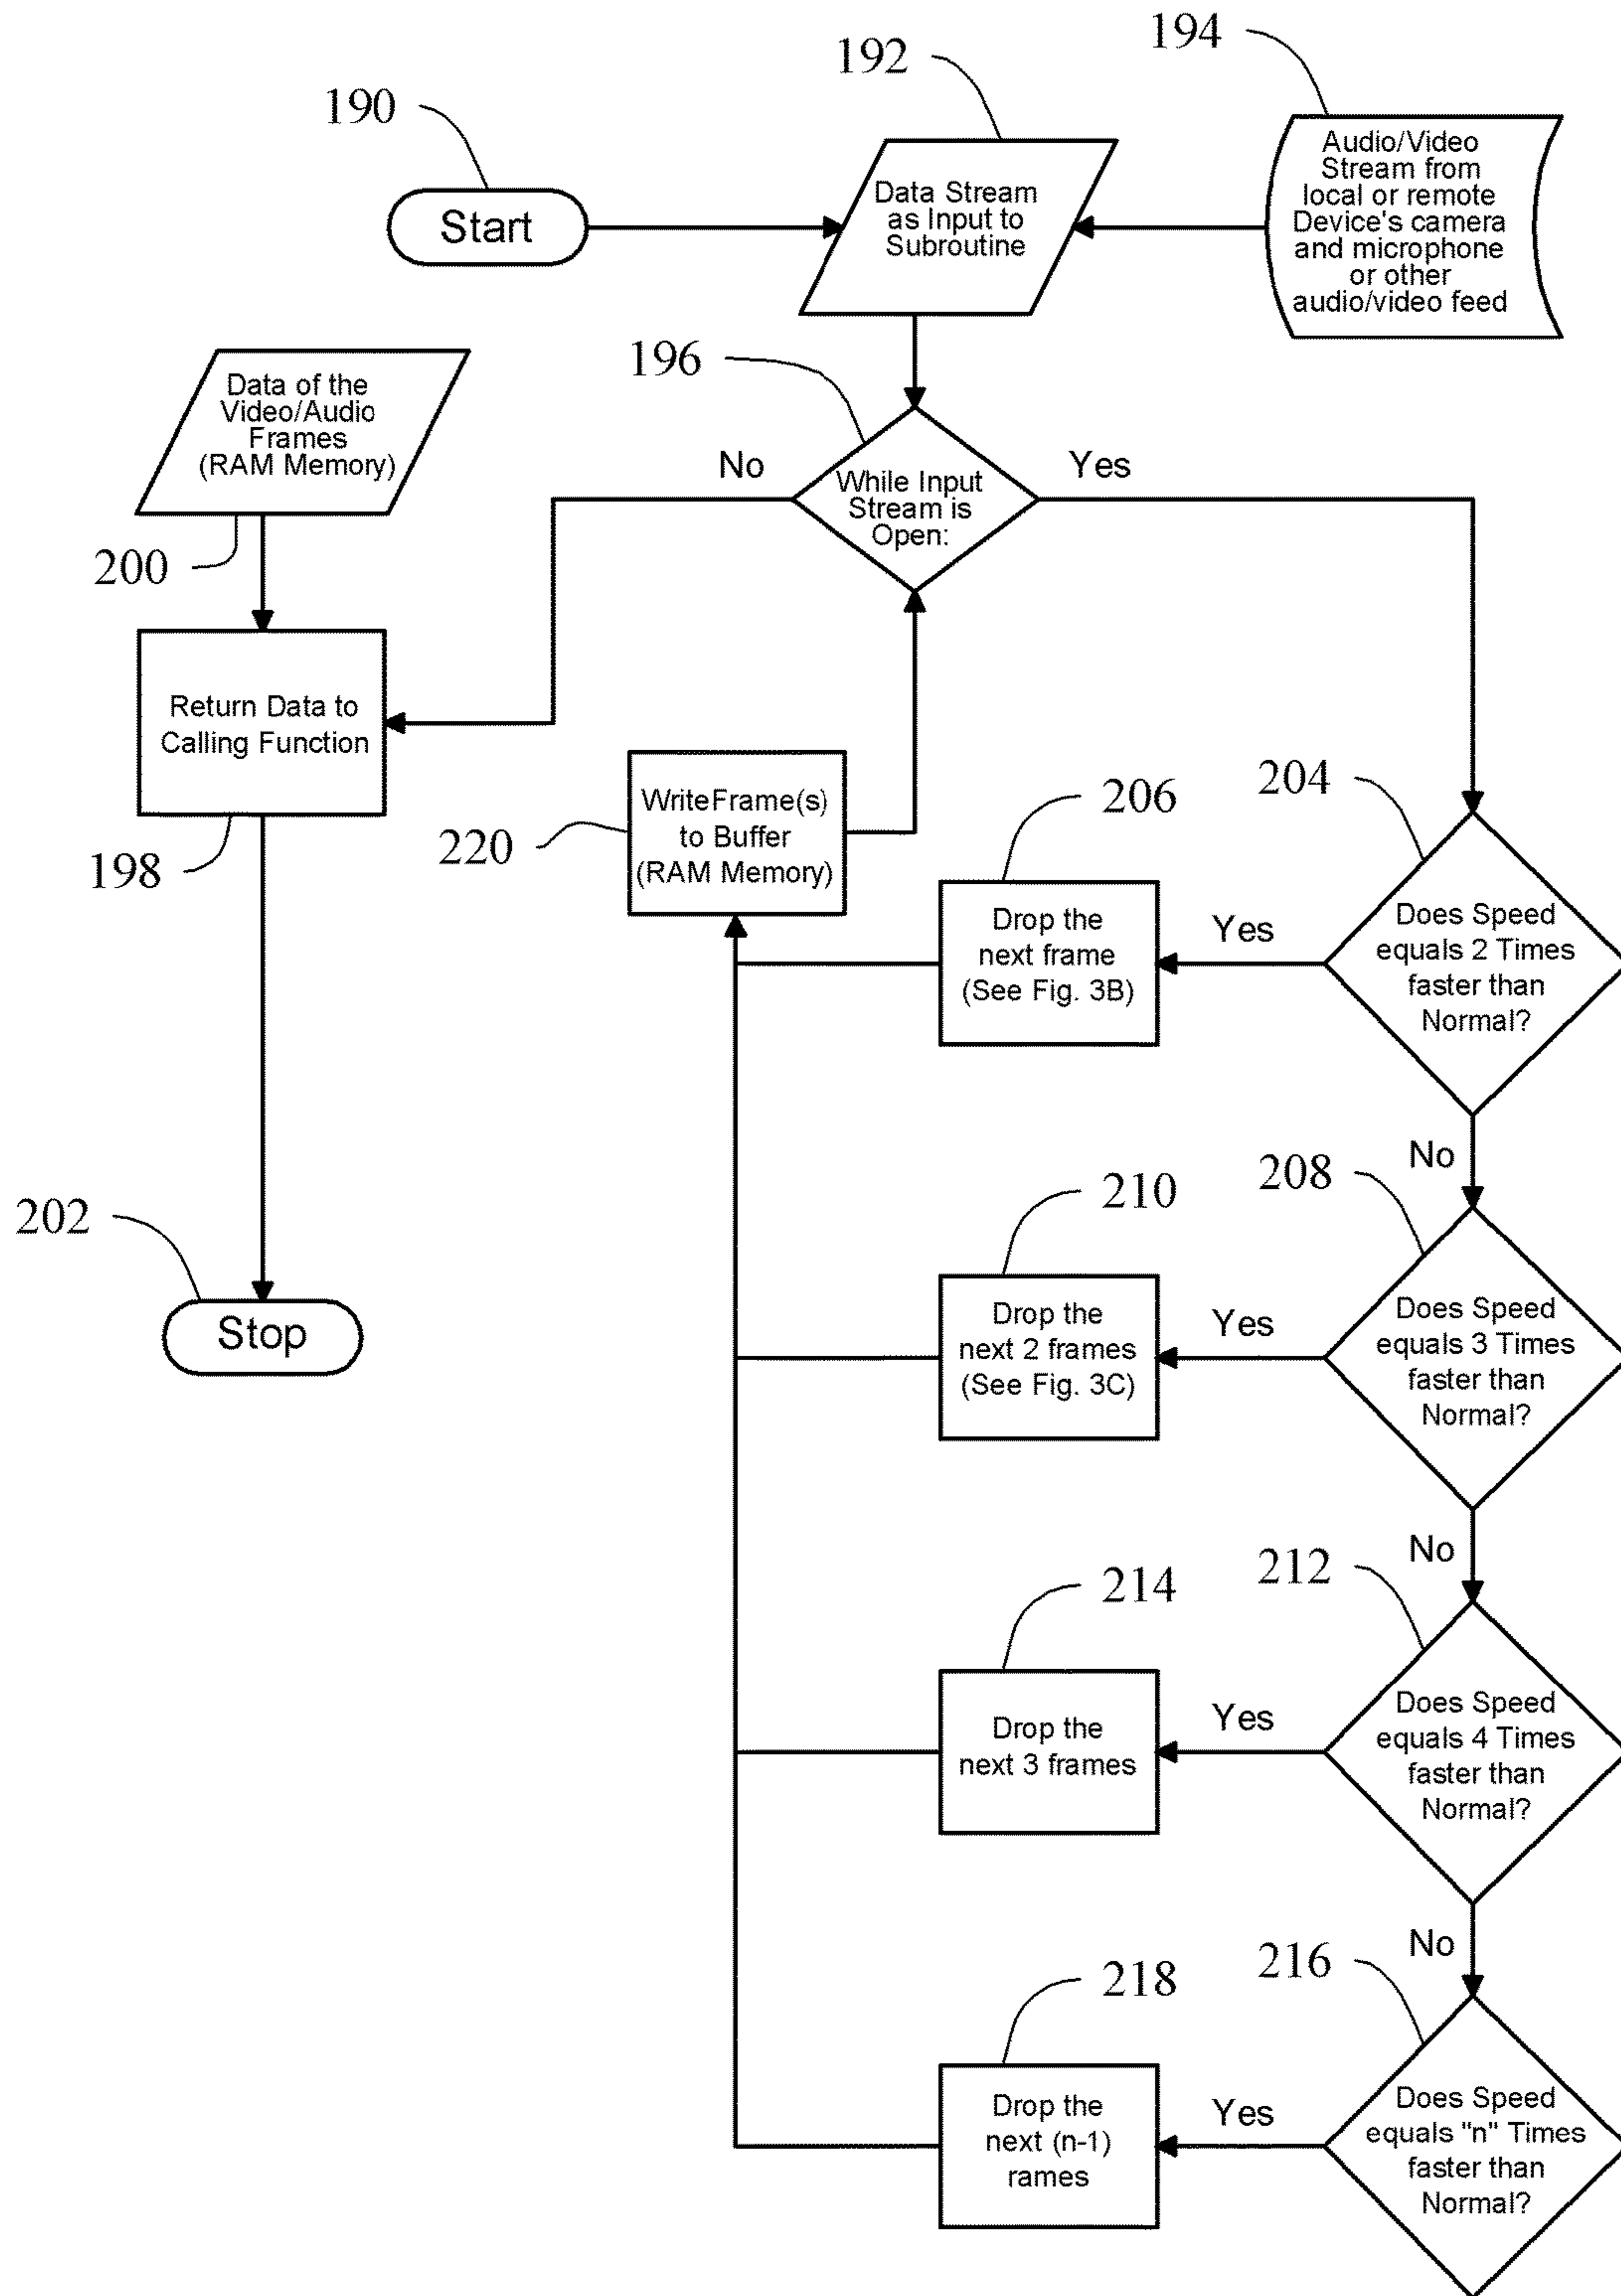 194
192
190
Audio/Video
Stream from
local or remote
Device's camera
and microphone
or other
audio/video feed
Data Stream
as Input to
Subroutine
Start
196
Data of the
Video/Audio
Frames
(RAM Memory)
No
Yes
While Input
Stream is
Open:
200
Return Data to
Calling Function
198
204
206
WriteFrame(s)
to Buffer
(RAM Memory)
220
Drop the
next frame
(See Fig. 3B)
Yes
Does Speed
equals 2 Times
faster than
Normal?
No
208
210
202
Stop
Drop the
next 2 frames
(See Fig. 3C)
Yes
Does Speed
equals 3 Times
faster than
Normal?
No
212
214
Drop the
next 3 frames
Yes
Does Speed
equals 4 Times
faster than
Normal?
No
216
218
Drop the
next (n-1)
rames
Yes
Does Speed
equals "n" Times
faster than
Normal?